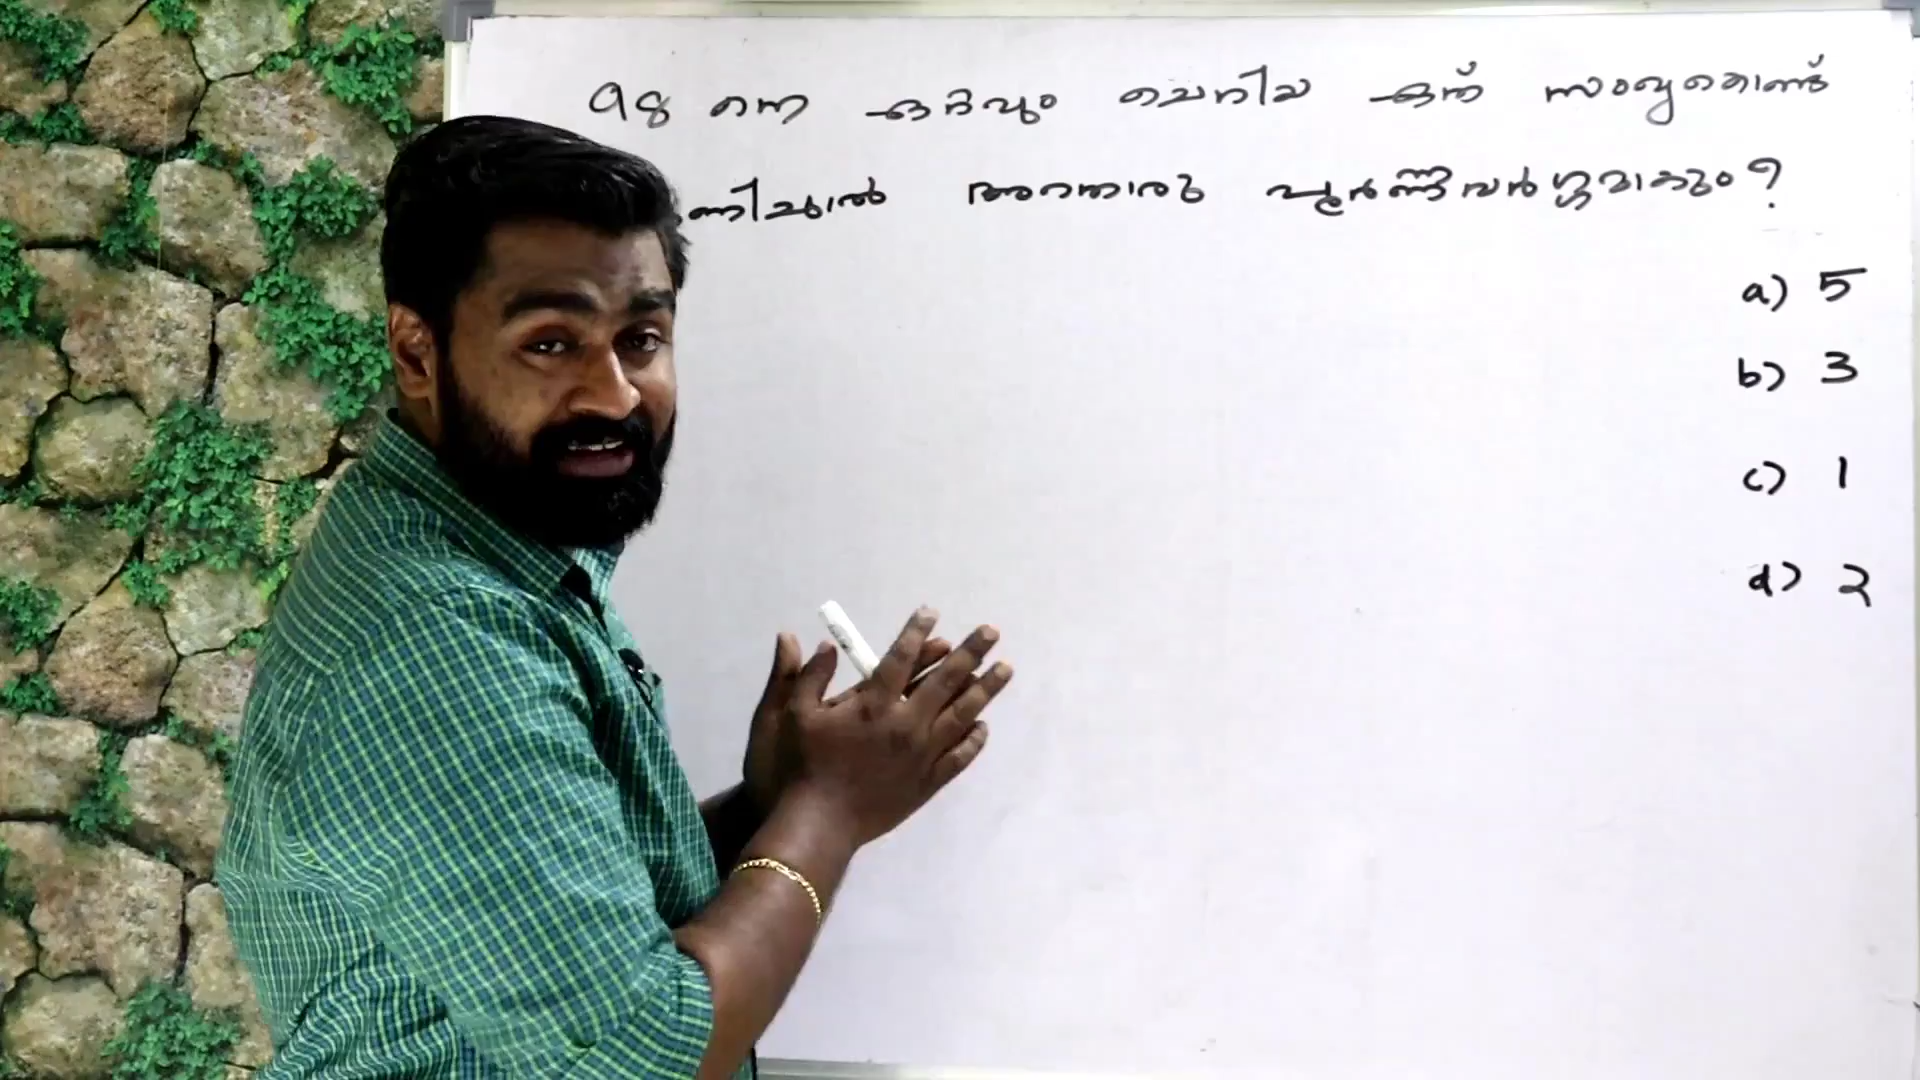 98 നെ ഏറ്റവും ചെറിയ ഏത് സംഖ്യകൊണ്ട്
ണിച്ചാൽ അതൊരു പൂർണ്ണവർഗ്ഗമാകും?
a) 5
b) 3
c) 1
d) 2